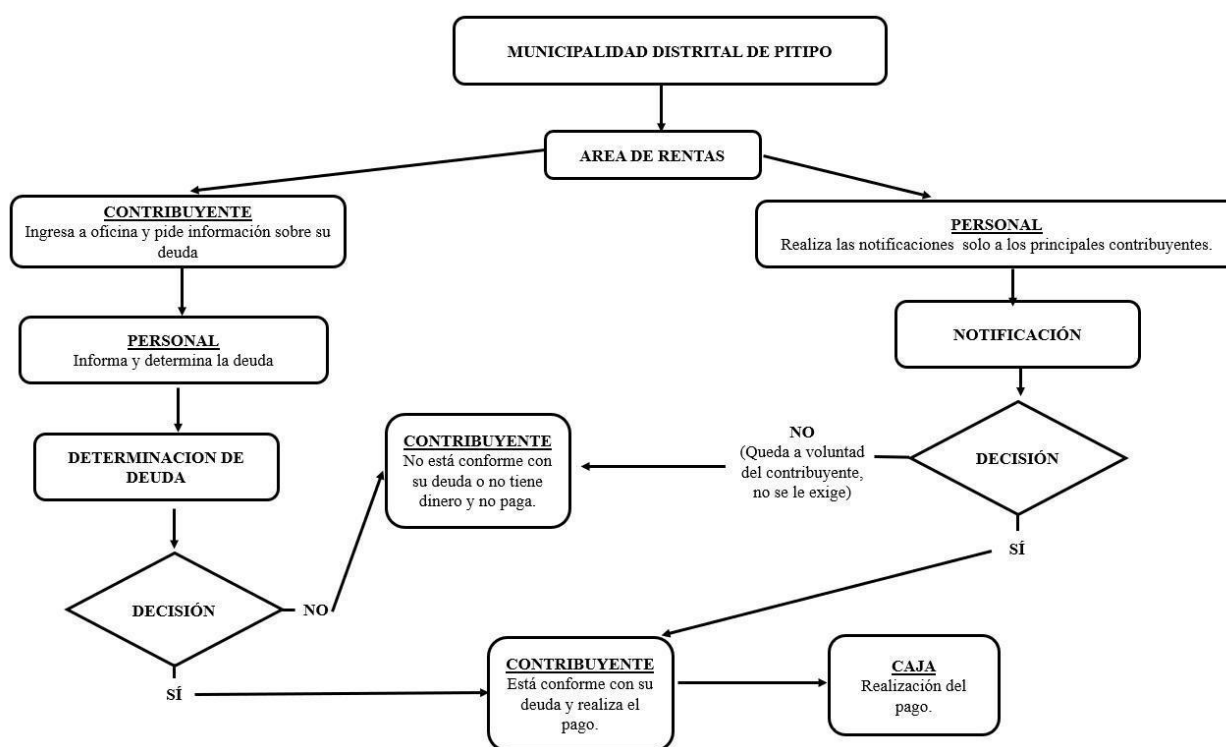 MUNICIPALIDAD DISTRITAL DE PITIPO
AREA DE RENTAS
CONTRIBUYENTE
Ingresa a oficina y pide información sobre su
deuda
PERSONAL
Realiza las notificaciones solo a los principales contribuyentes.
PERSONAL
Informa y determina la deuda
NOTIFICACIÓN
DETERMINACION DE
DEUDA
CONTRIBUYENTE
No está conforme con
su deuda o no tiene
dinero y no paga.
NO
(Queda a voluntad
del contribuyente,
no se le exige)
DECISIÓN
SÍ
DECISIÓN
NO
SÍ
CONTRIBUYENTE
Está conforme con su
deuda y realiza el
pago.
CAJA
Realización del
pago.